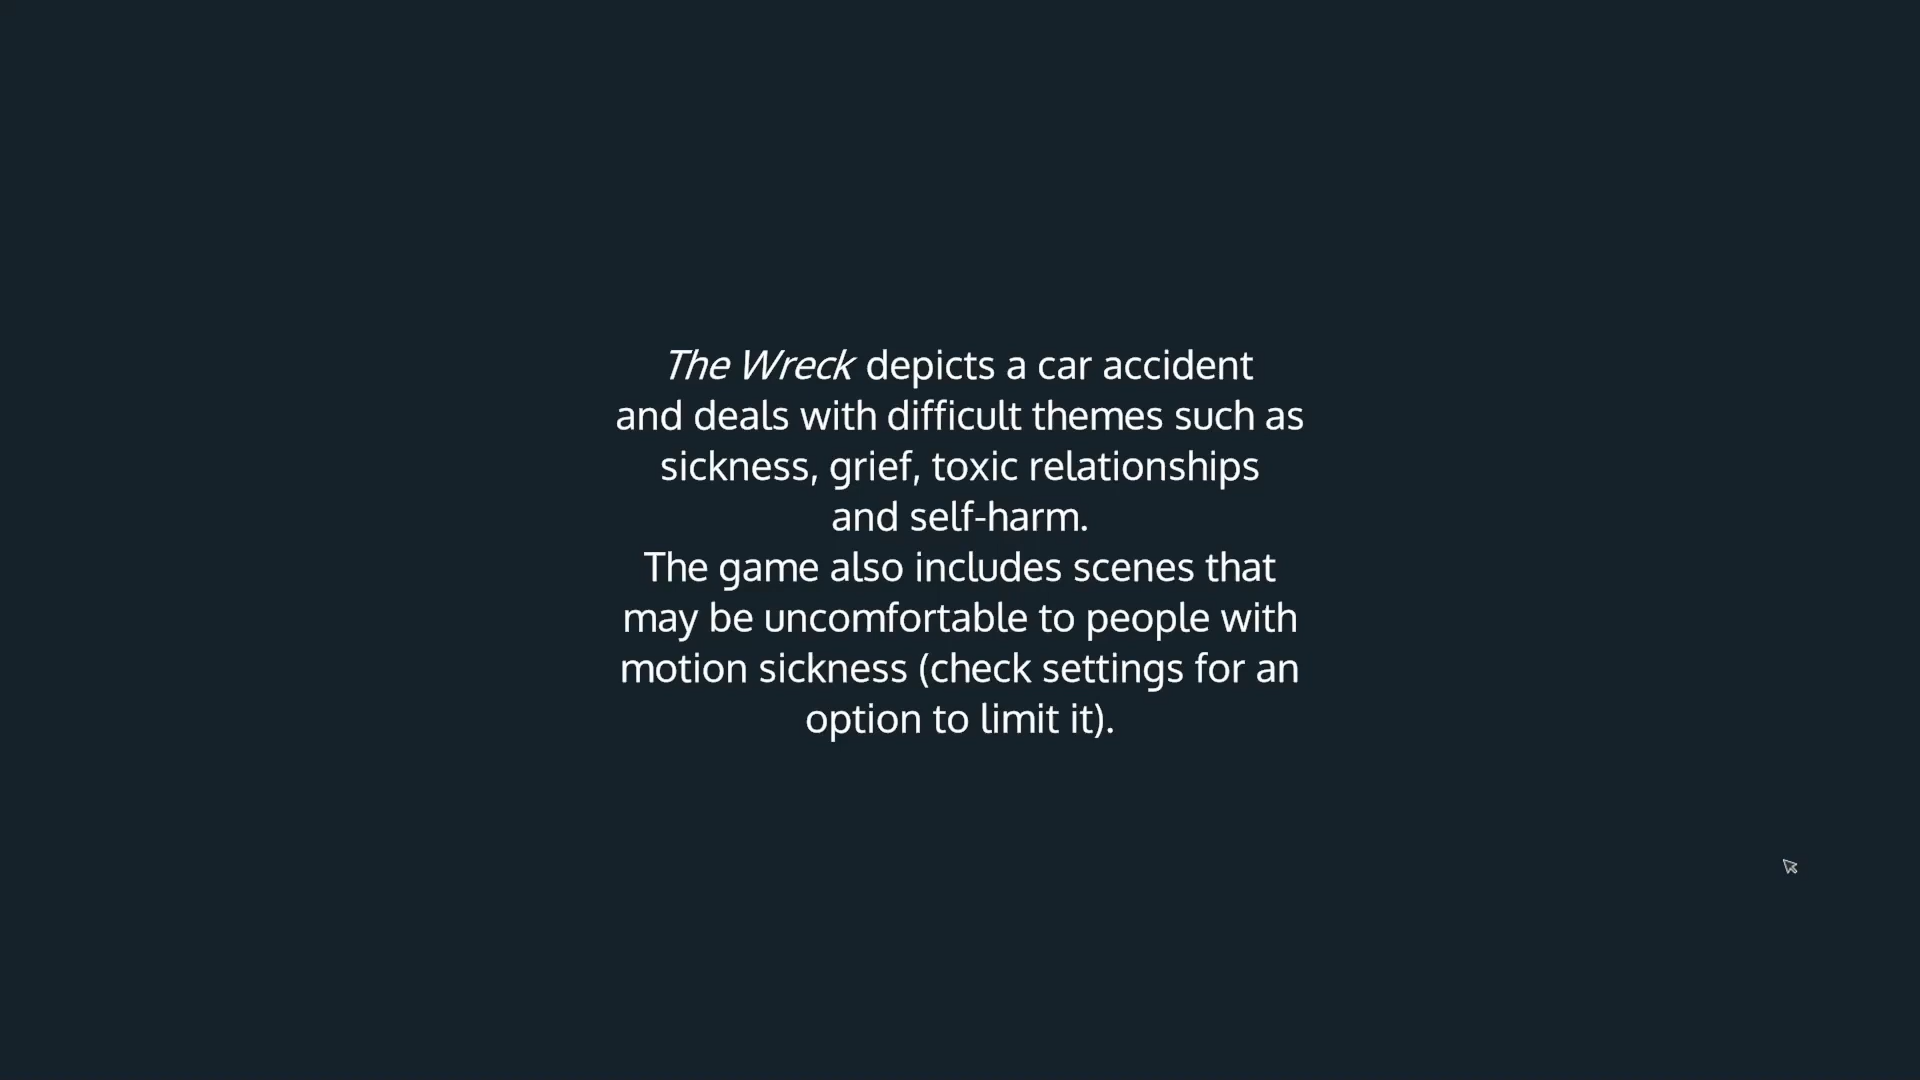 The Wreck depicts a car accident
and deals with difficult themes such as
sickness, grief, toxic relationships
and self-harm.
The game also includes scenes that
may be uncomfortable to people with
motion sickness (check settings for an
option to limit it).